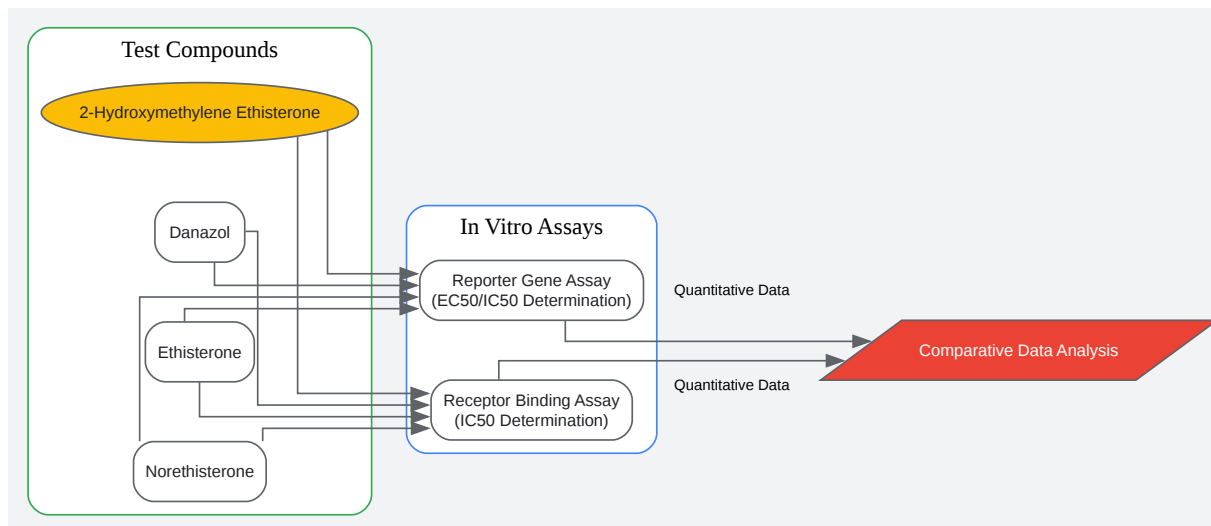 Test Compounds
2-Hydroxymethylene Ethisterone
Danazol
Ethisterone
Norethisterone
In Vitro Assays
Reporter Gene Assay
(EC50/IC50 Determination)
Receptor Binding Assay
(IC50 Determination)
Quantitative Data
Quantitative Data
Comparative Data Analysis